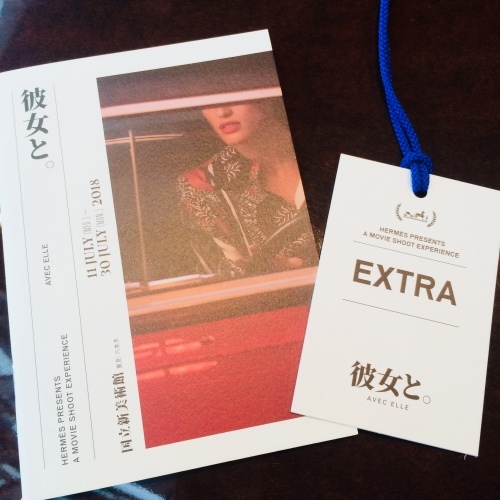 彼女と。
AVEC ELLE
HERMÈS PRESENTS
A MOVIE SHOOT EXPERIENCE
11 JULY
30 JULY 2018
国立新美術館
HERMÈS PRESENTS
A MOVIE SHOOT EXPERIENCE
EXTRA
彼女と。
AVEC ELLE